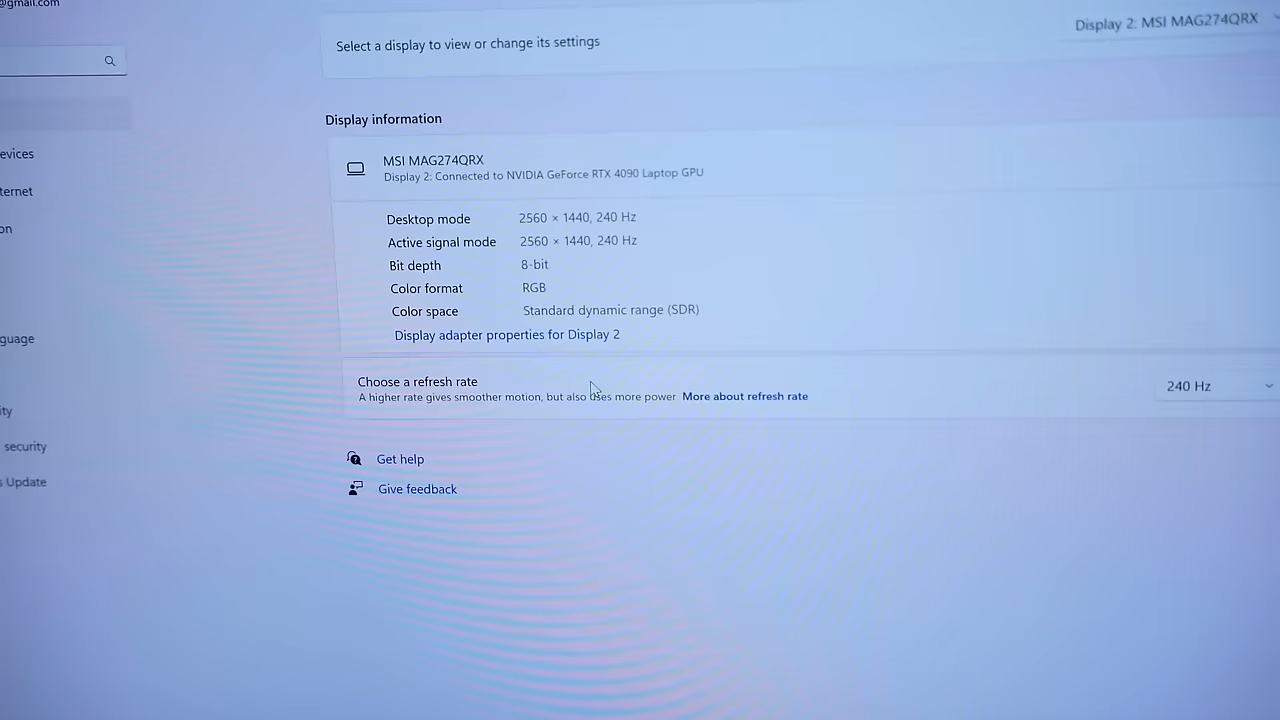 @gmail.com
Select a display to view or change its settings
Display 2: MSI MAG274QRX
Display information
MSI MAG274QRX
Display 2: Connected to NVIDIA GeForce RTX 4090 Laptop GPU
Desktop mode 2560 × 1440, 240 Hz
Active signal mode 2560 × 1440, 240 Hz
Bit depth 8-bit
Color format RGB
Color space Standard dynamic range (SDR)
Display adapter properties for Display 2
Choose a refresh rate
A higher rate gives smoother motion, but also uses more power More about refresh rate
240 Hz
Get help
Give feedback
evices
ternet
on
guage
ity
security
s Update